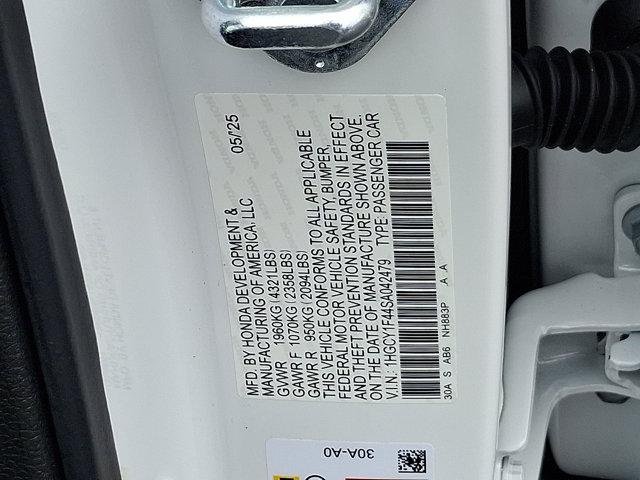 MFD. BY HONDA DEVELOPMENT & 05/25
MANUFACTURING OF AMERICA, LLC
GVWR 1960KG(4321LBS)
GAWR F 1070KG(2358LBS)
GAWR R 950KG(2094LBS)
THIS VEHICLE CONFORMS TO ALL APPLICABLE
FEDERAL MOTOR VEHICLE SAFETY, BUMPER,
AND THEFT PREVENTION STANDARDS IN EFFECT
ON THE DATE OF MANUFACTURE SHOWN ABOVE.
V.I.N.: 1HGCY1F44SA042479 TYPE: PASSENGER CAR
30A S AB6 NH883P A A
30A-A0